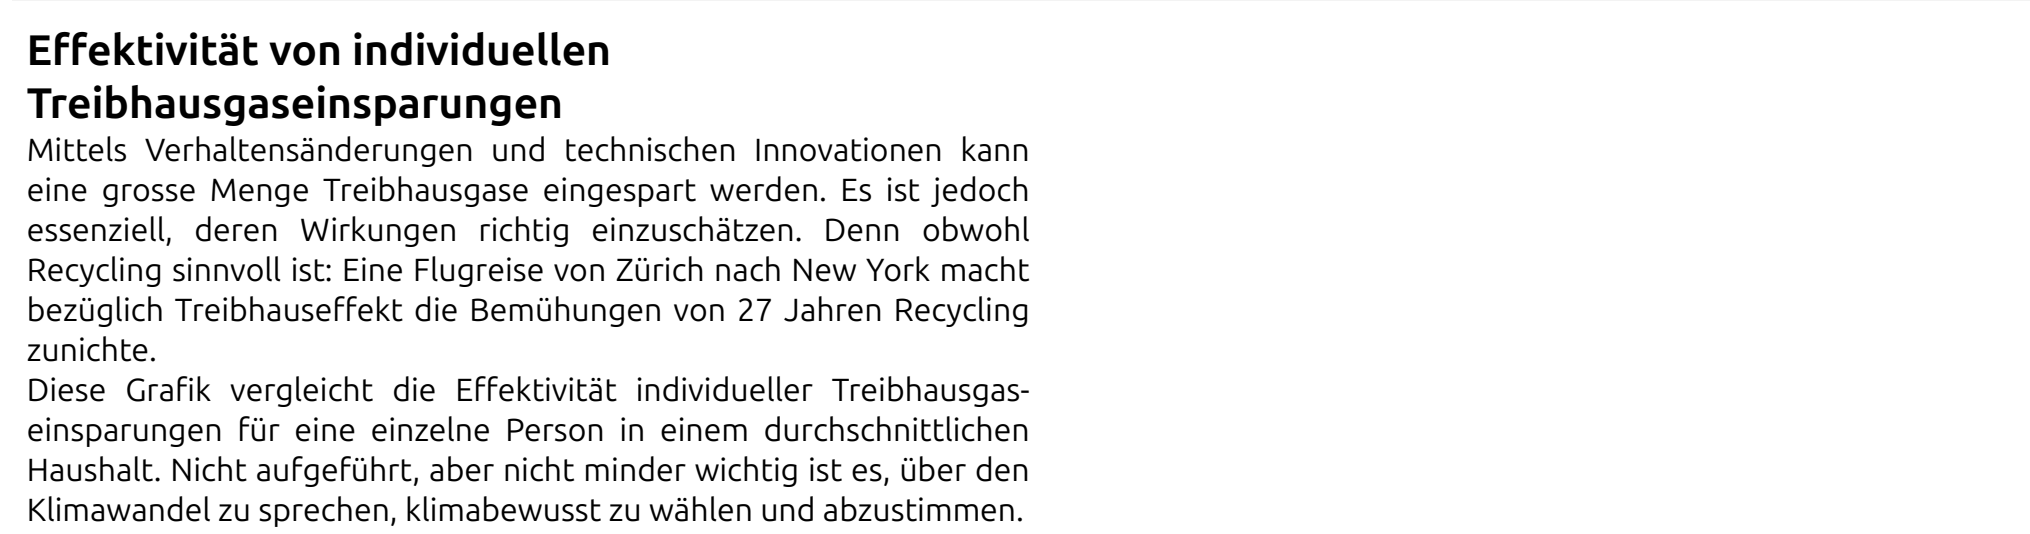 Effektivität von individuellen
Treibhausgaseinsparungen
Mittels Verhaltensänderungen und technischen Innovationen kann
eine grosse Menge Treibhausgase eingespart werden. Es ist jedoch
essenziell, deren Wirkungen richtig einzuschätzen. Denn obwohl
Recycling sinnvoll ist: Eine Flugreise von Zürich nach New York macht
bezüglich Treibhauseffekt die Bemühungen von 27 Jahren Recycling
zunichte.
Diese Grafik vergleicht die Effektivität individueller Treibhausgas-
einsparungen für eine einzelne Person in einem durchschnittlichen
Haushalt. Nicht aufgeführt, aber nicht minder wichtig ist es, über den
Klimawandel zu sprechen, klimabewusst zu wählen und abzustimmen.